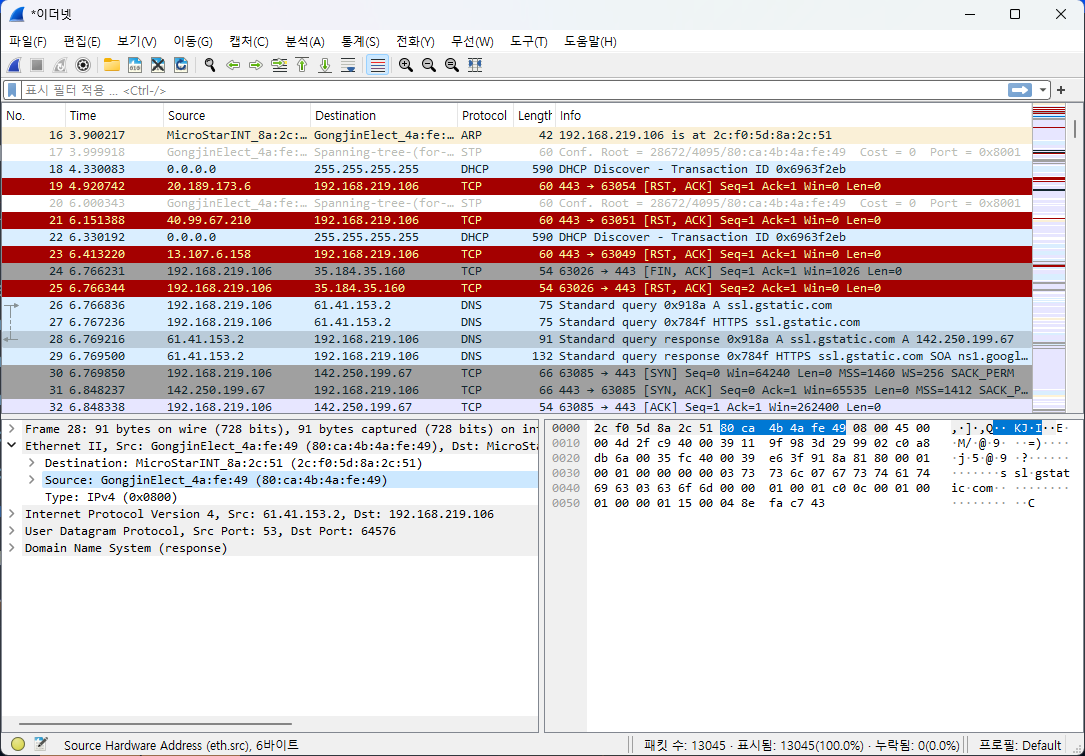 *이더넷
파일(F) 편집(E) 보기(V) 이동(G) 캡처(C) 분석(A) 통계(S) 전화(Y) 무선(W) 도구(T) 도움말(H)
표시 필터 적용 ... <Ctrl-/>
No. Time Source Destination Protocol Length Info
16 3.900217 MicroStarINT_8a:2c:… GongjinElect_4a:fe:… ARP 42 192.168.219.106 is at 2c:f0:5d:8a:2c:51
17 3.999918 GongjinElect_4a:fe:… Spanning-tree-(for-… STP 60 Conf. Root = 28672/4095/80:ca:4b:4a:fe:49 Cost = 0 Port = 0x8001
18 4.330083 0.0.0.0 255.255.255.255 DHCP 590 DHCP Discover - Transaction ID 0x6963f2eb
19 4.920742 20.189.173.6 192.168.219.106 TCP 60 443 → 63054 [RST, ACK] Seq=1 Ack=1 Win=0 Len=0
20 6.000343 GongjinElect_4a:fe:… Spanning-tree-(for-… STP 60 Conf. Root = 28672/4095/80:ca:4b:4a:fe:49 Cost = 0 Port = 0x8001
21 6.151388 40.99.67.210 192.168.219.106 TCP 60 443 → 63051 [RST, ACK] Seq=1 Ack=1 Win=0 Len=0
22 6.330192 0.0.0.0 255.255.255.255 DHCP 590 DHCP Discover - Transaction ID 0x6963f2eb
23 6.413220 13.107.6.158 192.168.219.106 TCP 60 443 → 63049 [RST, ACK] Seq=1 Ack=1 Win=0 Len=0
24 6.766231 192.168.219.106 35.184.35.160 TCP 54 63026 → 443 [FIN, ACK] Seq=1 Ack=1 Win=1026 Len=0
25 6.766344 192.168.219.106 35.184.35.160 TCP 54 63026 → 443 [RST, ACK] Seq=2 Ack=1 Win=0 Len=0
26 6.766836 192.168.219.106 61.41.153.2 DNS 75 Standard query 0x918a A ssl.gstatic.com
27 6.767236 192.168.219.106 61.41.153.2 DNS 75 Standard query 0x784f HTTPS ssl.gstatic.com
28 6.769216 61.41.153.2 192.168.219.106 DNS 91 Standard query response 0x918a A ssl.gstatic.com A 142.250.199.67
29 6.769500 61.41.153.2 192.168.219.106 DNS 132 Standard query response 0x784f HTTPS ssl.gstatic.com SOA ns1.googl…
30 6.769850 192.168.219.106 142.250.199.67 TCP 66 63085 → 443 [SYN] Seq=0 Win=64240 Len=0 MSS=1460 WS=256 SACK_PERM
31 6.848237 142.250.199.67 192.168.219.106 TCP 66 443 → 63085 [SYN, ACK] Seq=0 Ack=1 Win=65535 Len=0 MSS=1412 SACK_P…
32 6.848338 192.168.219.106 142.250.199.67 TCP 54 63085 → 443 [ACK] Seq=1 Ack=1 Win=262400 Len=0
Frame 28: 91 bytes on wire (728 bits), 91 bytes captured (728 bits) on int
Ethernet II, Src: GongjinElect_4a:fe:49 (80:ca:4b:4a:fe:49), Dst: MicroSta
Destination: MicroStarINT_8a:2c:51 (2c:f0:5d:8a:2c:51)
Source: GongjinElect_4a:fe:49 (80:ca:4b:4a:fe:49)
Type: IPv4 (0x0800)
Internet Protocol Version 4, Src: 61.41.153.2, Dst: 192.168.219.106
User Datagram Protocol, Src Port: 53, Dst Port: 64576
Domain Name System (response)
0000 2c f0 5d 8a 2c 51 80 ca 4b 4a fe 49 08 00 45 00 ,·]·,Q·· KJ·I··E·
0010 00 4d 2f c9 40 00 39 11 9f 98 3d 29 99 02 c0 a8 ·M/·@·9· ··=)····
0020 db 6a 00 35 fc 40 00 39 e6 3f 91 8a 81 80 00 01 ·j·5·@·9 ·?······
0030 00 01 00 00 00 00 03 73 73 6c 07 67 73 74 61 74 ·······s sl·gstat
0040 69 63 03 63 6f 6d 00 00 01 00 01 c0 0c 00 01 00 ic·com·· ········
0050 01 00 00 01 15 00 04 8e fa c7 43 ········ ··C
Source Hardware Address (eth.src), 6바이트 패킷 수: 13045 · 표시됨: 13045(100.0%) · 누락됨: 0(0.0%) 프로필: Default